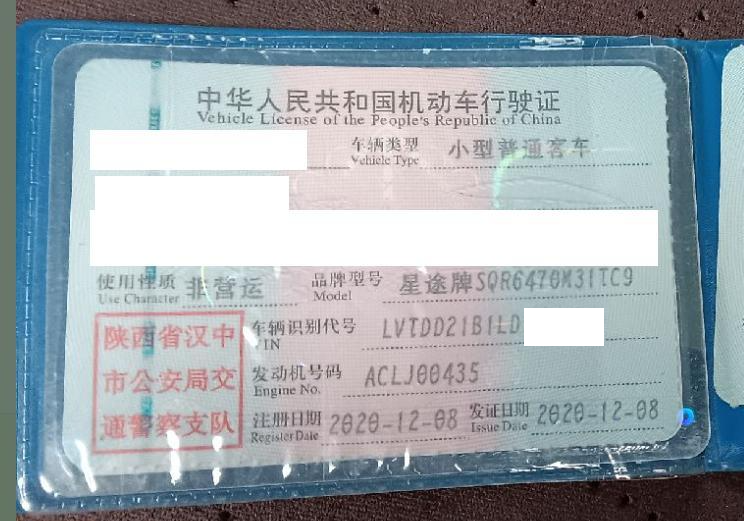 中华人民共和国机动车行驶证
Vehicle License of the People's Republic of China
车辆类型 小型普通客车
Vehicle Type
使用性质 非营运 品牌型号 星途牌SQR6470M31TC9
Use Character Model
车辆识别代号 LVTDD21B1LD
VIN
发动机号码 ACLJ00435
Engine No.
注册日期 2020-12-08 发证日期 2020-12-08
Register Date Issue Date
陕西省汉中
市公安局交
通警察支队